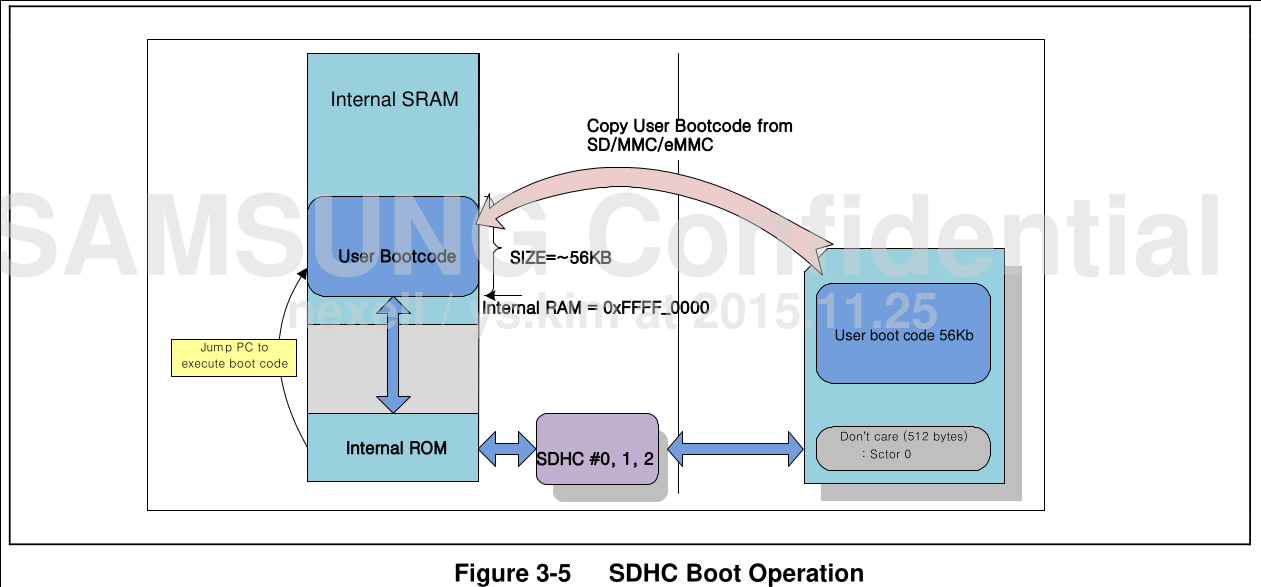 Internal SRAM
Copy User Bootcode from
SD/MMC/eMMC
SAMSUNG Confidential
User Bootcode
SIZE=~56KB
Internal RAM = 0xFFFF_0000
nexell / ys.kim at 2015.11.25
User boot code 56Kb
Jump PC to
execute boot code
Internal ROM
SDHC #0, 1, 2
Don't care (512 bytes)
: Sctor 0
Figure 3-5 SDHC Boot Operation